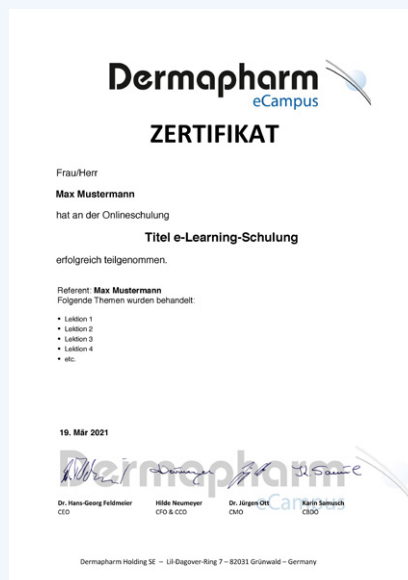 Dermapharm
eCampus
ZERTIFIKAT
Frau/Herr
Max Mustermann
hat an der Onlineschulung
Titel e-Learning-Schulung
erfolgreich teilgenommen.
Referent: Max Mustermann
Folgende Themen wurden behandelt:
• Lektion 1
• Lektion 2
• Lektion 3
• Lektion 4
• etc.
19. Mär 2021
Dermapharm
eCampus
Dr. Hans-Georg Feldmeier Hilde Neumeyer Dr. Jürgen Ott Karin Samusch
CEO CFO & CCO CMO CBDO
Dermapharm Holding SE – Lil-Dagover-Ring 7 – 82031 Grünwald – Germany